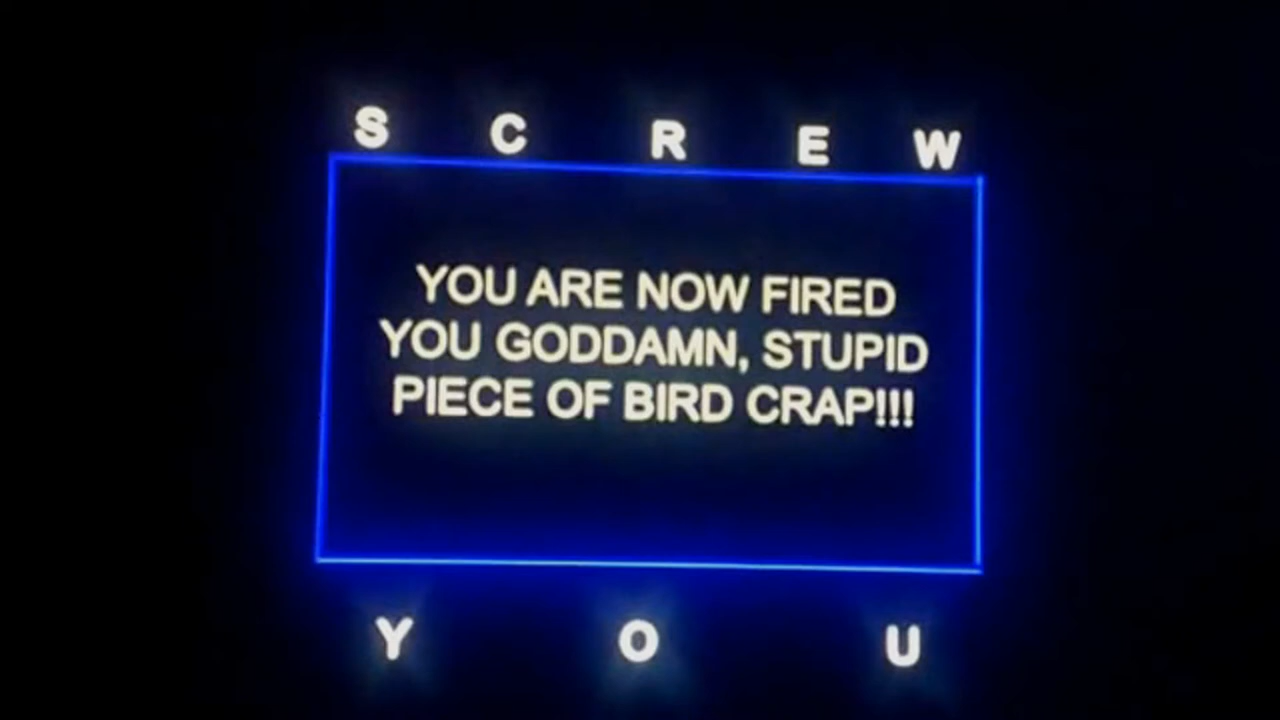 S C R E W
YOU ARE NOW FIRED
YOU GODDAMN, STUPID
PIECE OF BIRD CRAP!!!
Y O U